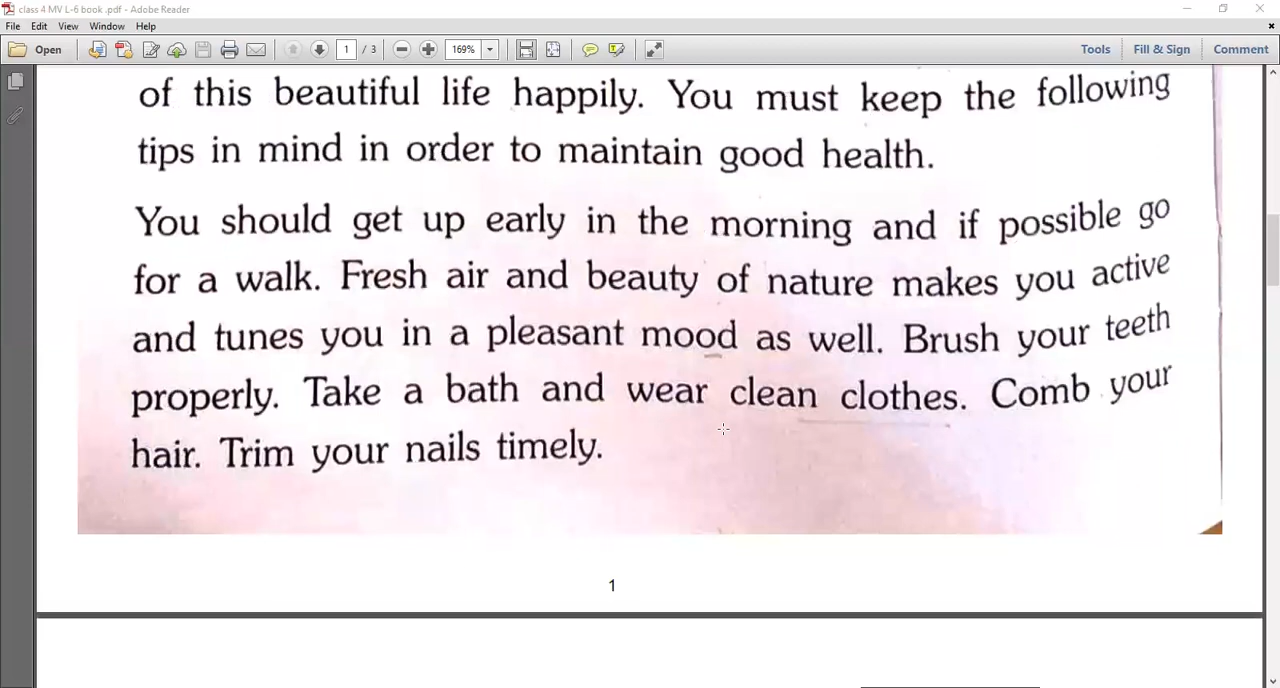 class 4 MV L-6 book .pdf - Adobe Reader
File Edit View Window Help
Open 1 / 3 169% Tools Fill & Sign Comment
of this beautiful life happily. You must keep the following
tips in mind in order to maintain good health.
You should get up early in the morning and if possible go
for a walk. Fresh air and beauty of nature makes you active
and tunes you in a pleasant mood as well. Brush your teeth
properly. Take a bath and wear clean clothes. Comb your
hair. Trim your nails timely.
1